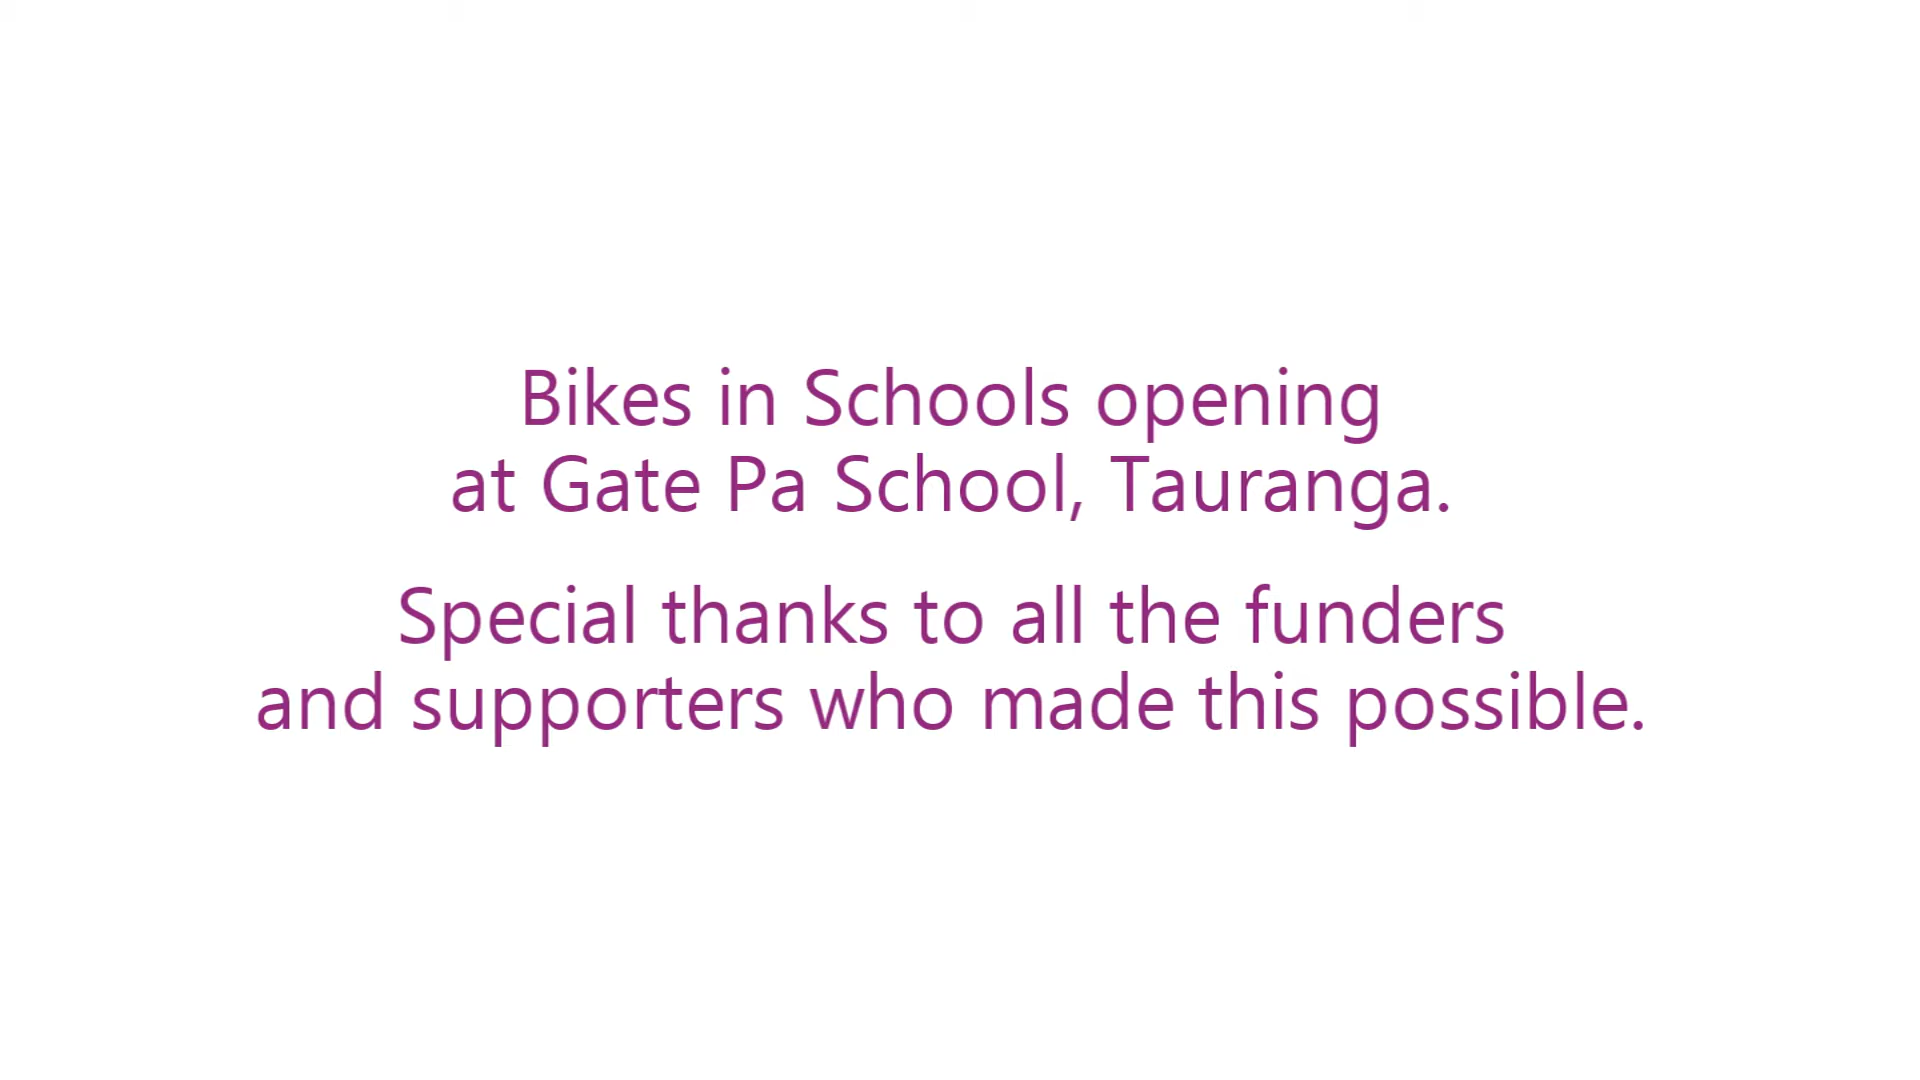 Bikes in Schools opening
at Gate Pa School, Tauranga.
Special thanks to all the funders
and supporters who made this possible.